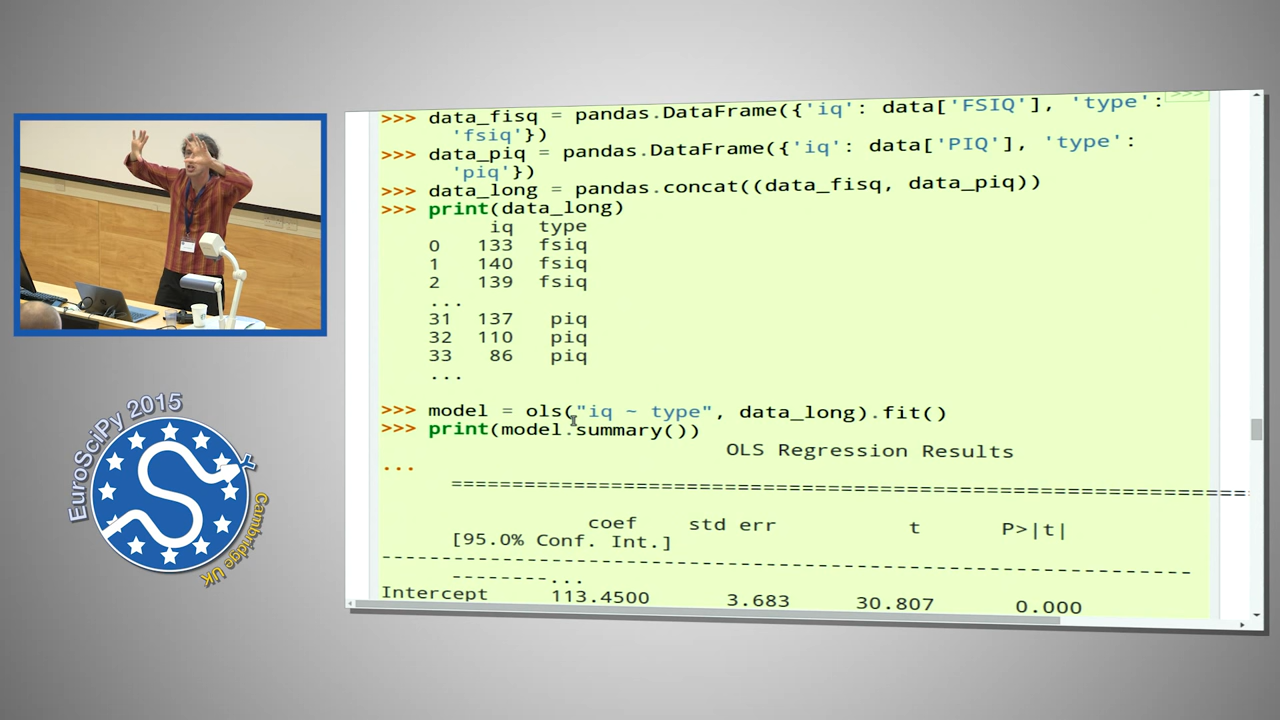 >>> data_fisq = pandas.DataFrame({'iq': data['FSIQ'], 'type':
'fsiq'})
>>> data_piq = pandas.DataFrame({'iq': data['PIQ'], 'type':
'piq'})
>>> data_long = pandas.concat((data_fisq, data_piq))
>>> print(data_long)
iq type
0 133 fsiq
1 140 fsiq
2 139 fsiq
...
31 137 piq
32 110 piq
33 86 piq
...
>>> model = ols("iq ~ type", data_long).fit()
>>> print(model.summary())
OLS Regression Results
...
==========================================================================
coef std err t P>|t|
[95.0% Conf. Int.]
--------------------------------------------------------------------------
--------...
Intercept 113.4500 3.683 30.807 0.000
>>>
EuroSciPy 2015
Cambridge UK